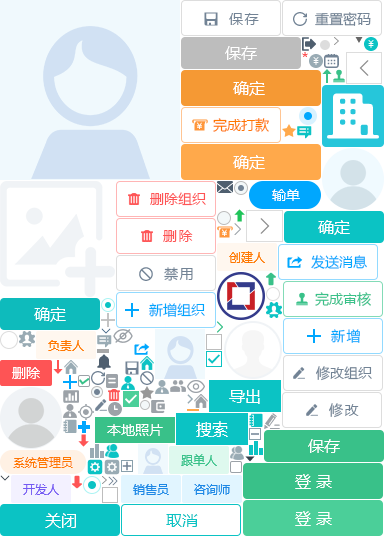 保存
重置密码
保存
确定
完成打款
确定
删除组织
输单
删除
确定
禁用
创建人
发送消息
新增组织
完成审核
确定
负责人
新增
删除
修改组织
导出
修改
本地照片
搜索
保存
系统管理员
跟单人
登录
开发人
销售员
咨询师
关闭
取消
登录